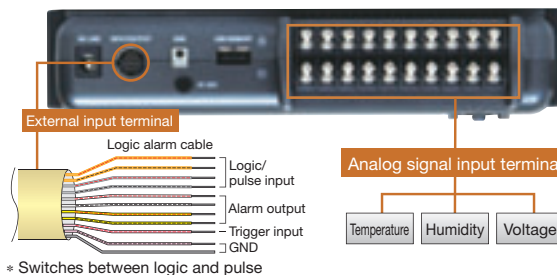 External input terminal
Logic alarm cable
Logic/
pulse input
Alarm output
Trigger input
GND
* Switches between logic and pulse
Analog signal input termina
Temperature
Humidity
Voltage